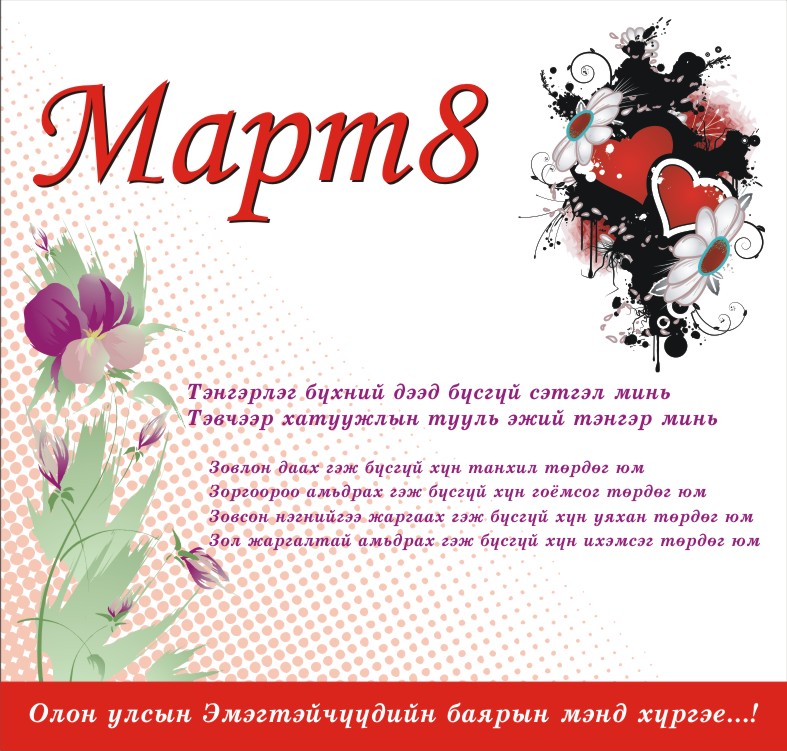 Март8
Тэнгэрлэг бүхний дээд бүсгүй сэтгэл минь
Тэвчээр хатуужлын тууль эжий тэнгэр минь
Зовлон даах гэж бүсгүй хүн танхил төрдөг юм
Зоргоороо амьдрах гэж бүсгүй хүн гоёмсог төрдөг юм
Зовсон нэгнийгээ жаргаах гэж бүсгүй хүн уяхан төрдөг юм
Зол жаргалтай амьдрах гэж бүсгүй хүн ихэмсэг төрдөг юм
Олон улсын Эмэгтэйчүүдийн баярын мэнд хүргэе...!